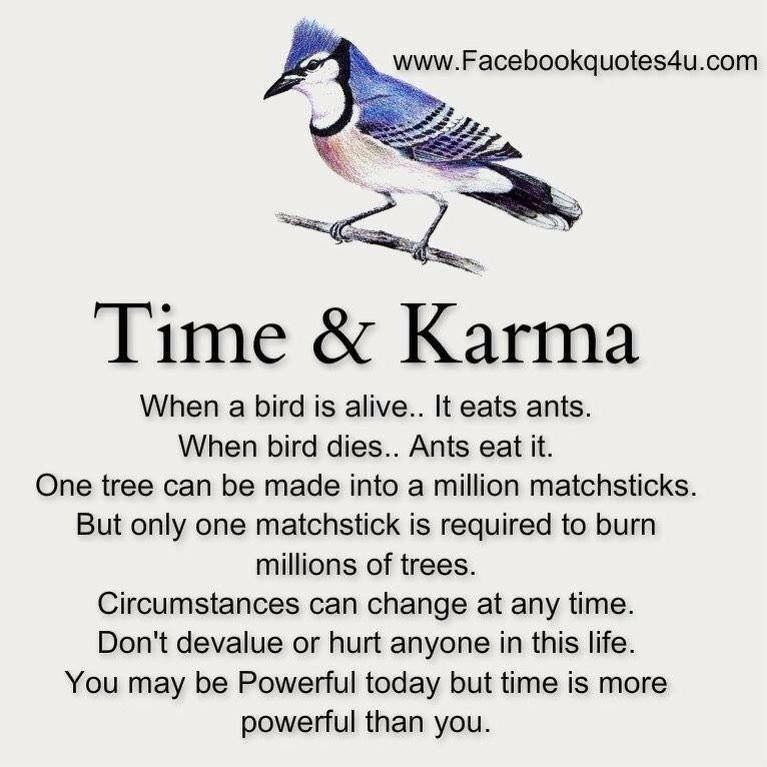 www.Facebookquotes4u.com
Time & Karma
When a bird is alive.. It eats ants.
When bird dies.. Ants eat it.
One tree can be made into a million matchsticks.
But only one matchstick is required to burn
millions of trees.
Circumstances can change at any time.
Don't devalue or hurt anyone in this life.
You may be Powerful today but time is more
powerful than you.